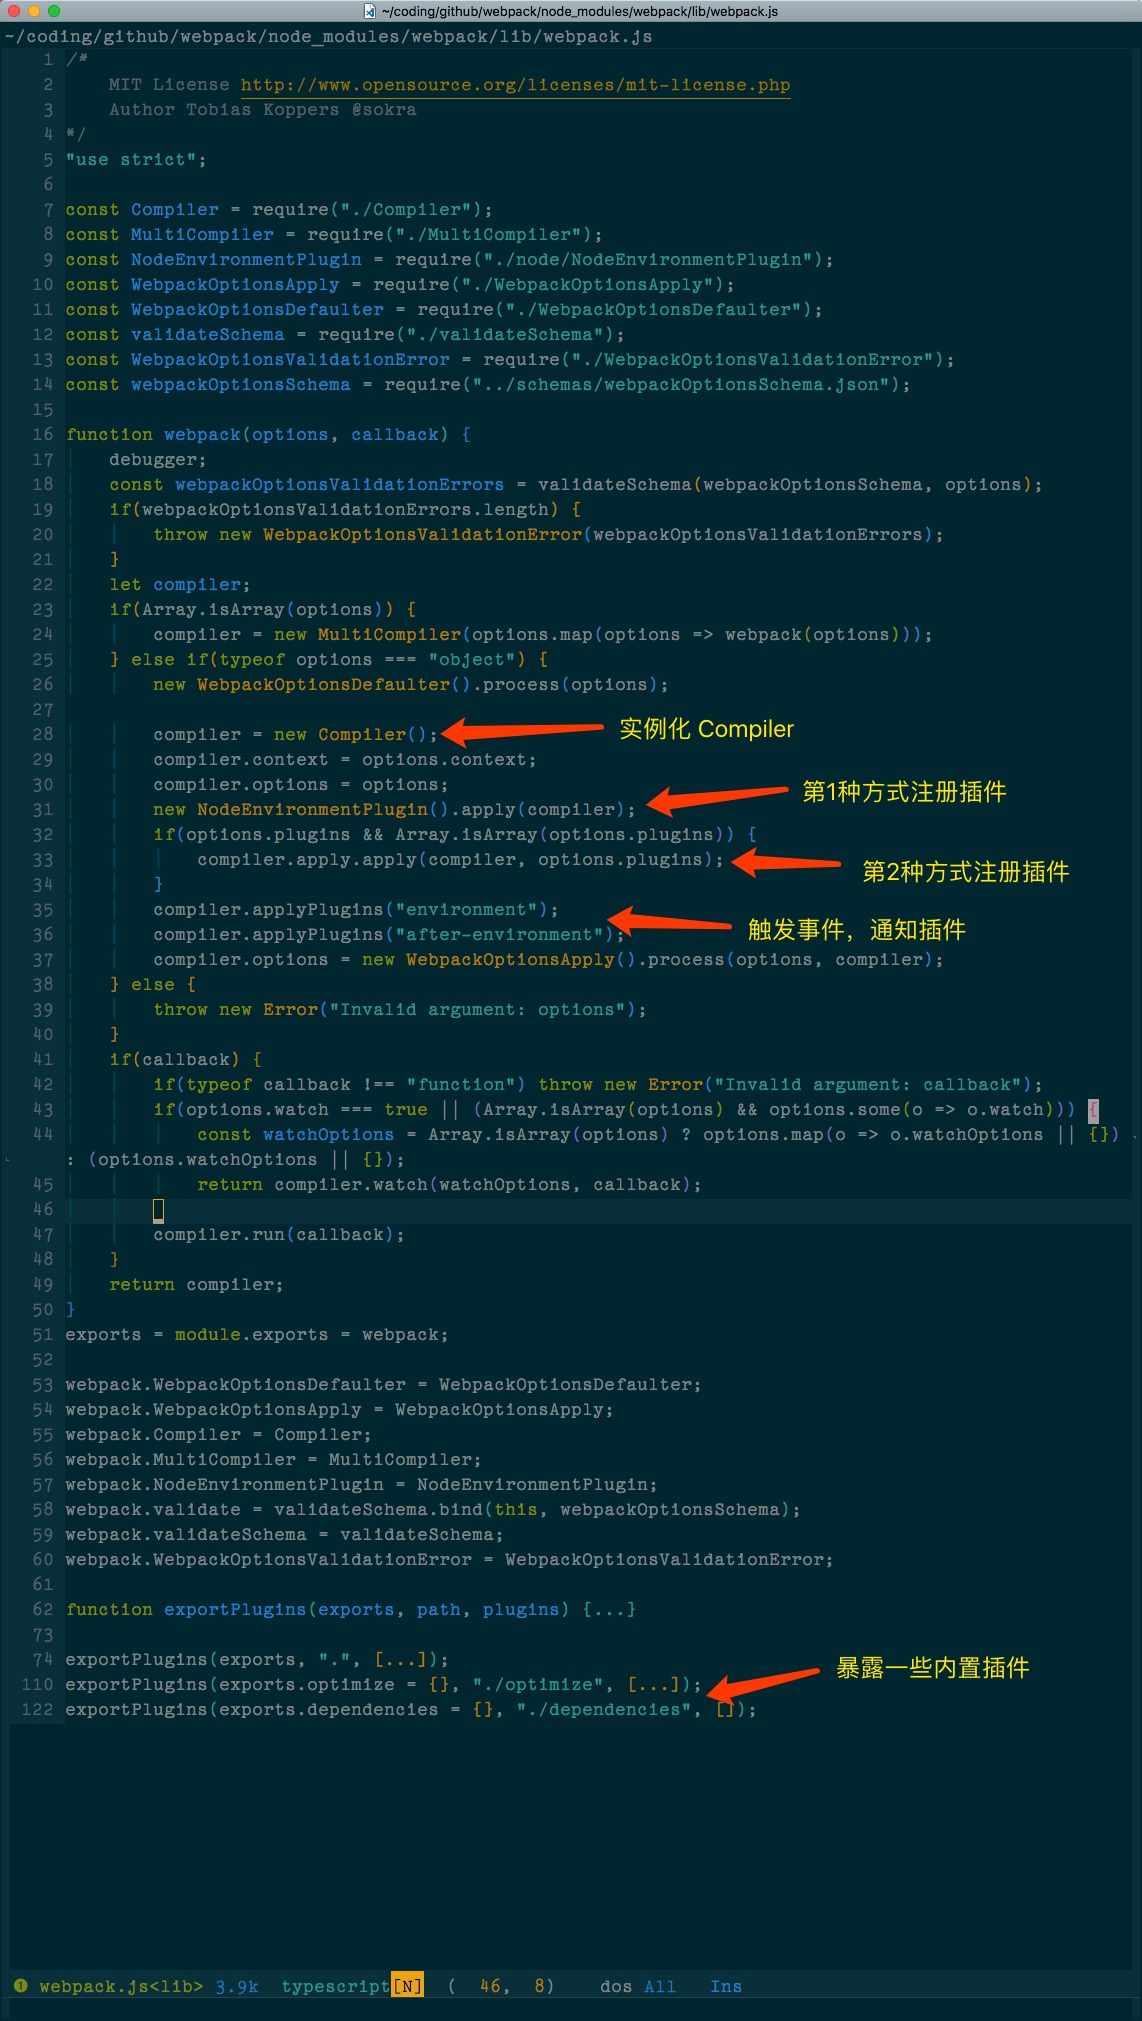 ~/coding/github/webpack/node_modules/webpack/lib/webpack.js
~/coding/github/webpack/node_modules/webpack/lib/webpack.js
1 /*
2     MIT License http://www.opensource.org/licenses/mit-license.php
3     Author Tobias Koppers @sokra
4 */
5 "use strict";
6
7 const Compiler = require("./Compiler");
8 const MultiCompiler = require("./MultiCompiler");
9 const NodeEnvironmentPlugin = require("./node/NodeEnvironmentPlugin");
10 const WebpackOptionsApply = require("./WebpackOptionsApply");
11 const WebpackOptionsDefaulter = require("./WebpackOptionsDefaulter");
12 const validateSchema = require("./validateSchema");
13 const WebpackOptionsValidationError = require("./WebpackOptionsValidationError");
14 const webpackOptionsSchema = require("../schemas/webpackOptionsSchema.json");
15
16 function webpack(options, callback) {
17     debugger;
18     const webpackOptionsValidationErrors = validateSchema(webpackOptionsSchema, options);
19     if(webpackOptionsValidationErrors.length) {
20         throw new WebpackOptionsValidationError(webpackOptionsValidationErrors);
21     }
22     let compiler;
23     if(Array.isArray(options)) {
24         compiler = new MultiCompiler(options.map(options => webpack(options)));
25     } else if(typeof options === "object") {
26         new WebpackOptionsDefaulter().process(options);
27
28         compiler = new Compiler(); 实例化 Compiler
29         compiler.context = options.context;
30         compiler.options = options; 第1种方式注册插件
31         new NodeEnvironmentPlugin().apply(compiler);
32         if(options.plugins && Array.isArray(options.plugins)) {
33             compiler.apply.apply(compiler, options.plugins); 第2种方式注册插件
34         }
35         compiler.applyPlugins("environment");
36         compiler.applyPlugins("after-environment"); 触发事件，通知插件
37         compiler.options = new WebpackOptionsApply().process(options, compiler);
38     } else {
39         throw new Error("Invalid argument: options");
40     }
41     if(callback) {
42         if(typeof callback !== "function") throw new Error("Invalid argument: callback");
43         if(options.watch === true || (Array.isArray(options) && options.some(o => o.watch))) {
44             const watchOptions = Array.isArray(options) ? options.map(o => o.watchOptions || {})
: (options.watchOptions || {});
45             return compiler.watch(watchOptions, callback);
46
47         compiler.run(callback);
48     }
49     return compiler;
50 }
51 exports = module.exports = webpack;
52
53 webpack.WebpackOptionsDefaulter = WebpackOptionsDefaulter;
54 webpack.WebpackOptionsApply = WebpackOptionsApply;
55 webpack.Compiler = Compiler;
56 webpack.MultiCompiler = MultiCompiler;
57 webpack.NodeEnvironmentPlugin = NodeEnvironmentPlugin;
58 webpack.validate = validateSchema.bind(this, webpackOptionsSchema);
59 webpack.validateSchema = validateSchema;
60 webpack.WebpackOptionsValidationError = WebpackOptionsValidationError;
61
62 function exportPlugins(exports, path, plugins) {...}
73
74 exportPlugins(exports, ".", [...]);
110 exportPlugins(exports.optimize = {}, "./optimize", [...]); 暴露一些内置插件
122 exportPlugins(exports.dependencies = {}, "./dependencies", []);
1 webpack.js<lib> 3.9k typescript[N] ( 46, 8) dos All Ins